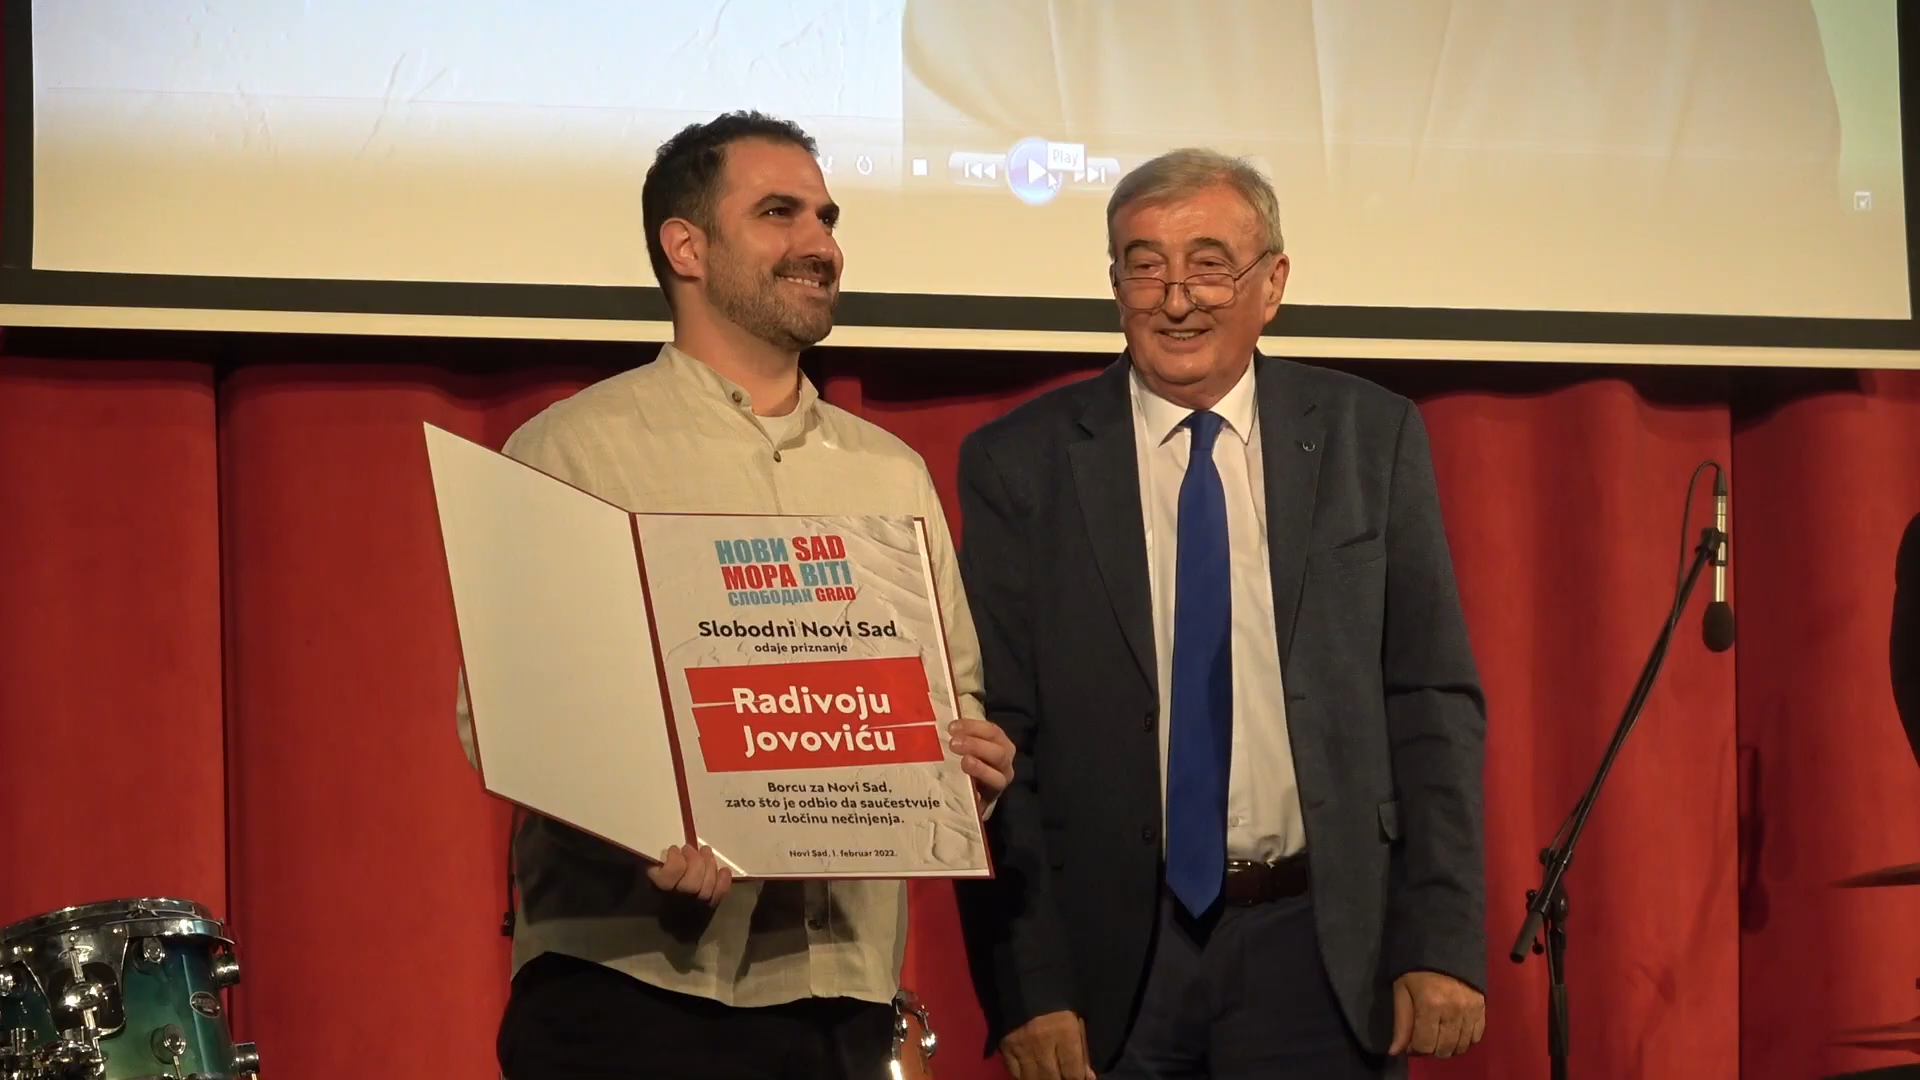 Play
НОВИ SAD
МОРА BITI
СЛОБОДАН GRAD
Slobodni Novi Sad
odaje priznanje
Radivoju
Jovoviću
Borcu za Novi Sad,
zato što je odbio da saučestvuje
u zločinu nečinjenja.
Novi Sad, 1. februar 2022.